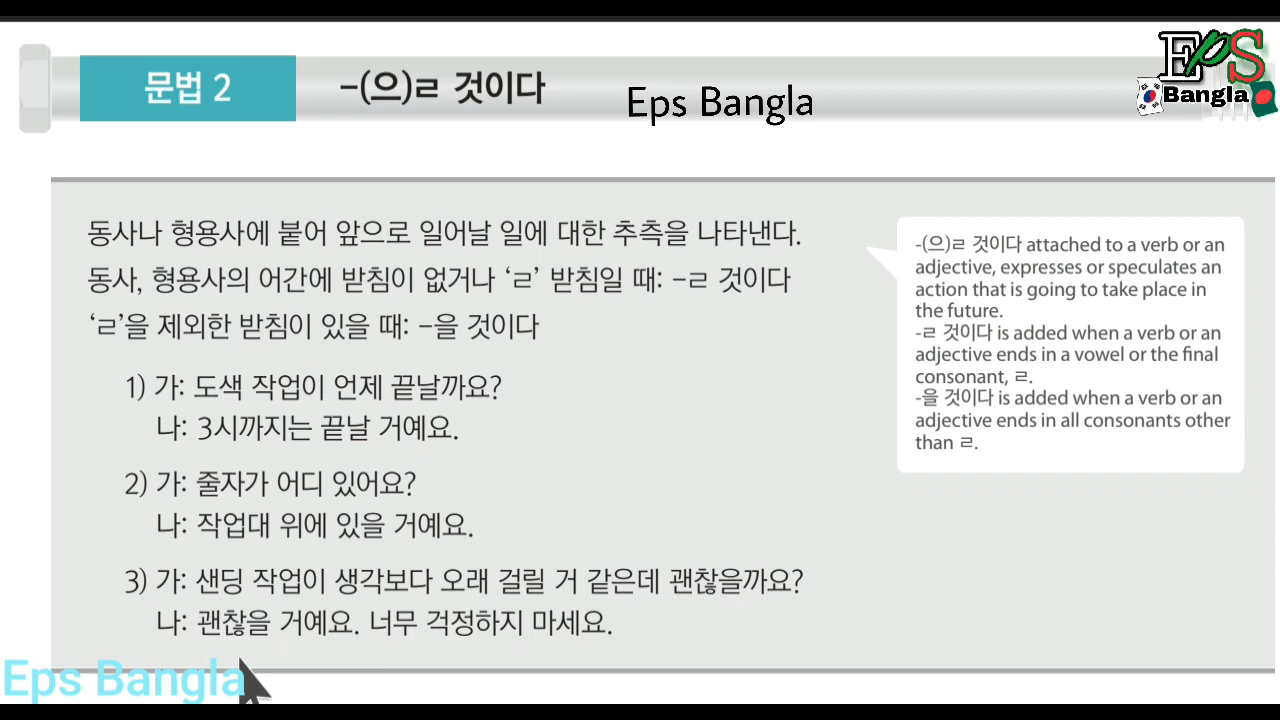 문법 2
-(으)ㄹ 것이다
Eps Bangla
EPS
Bangla
동사나 형용사에 붙어 앞으로 일어날 일에 대한 추측을 나타낸다.
동사, 형용사의 어간에 받침이 없거나 ‘ㄹ’ 받침일 때: -ㄹ 것이다
‘ㄹ’을 제외한 받침이 있을 때: -을 것이다
1) 가: 도색 작업이 언제 끝날까요?
나: 3시까지는 끝날 거예요.
2) 가: 줄자가 어디 있어요?
나: 작업대 위에 있을 거예요.
3) 가: 샌딩 작업이 생각보다 오래 걸릴 거 같은데 괜찮을까요?
나: 괜찮을 거예요. 너무 걱정하지 마세요.
-(으)ㄹ 것이다 attached to a verb or an
adjective, expresses or speculates an
action that is going to take place in
the future.
-ㄹ 것이다 is added when a verb or an
adjective ends in a vowel or the final
consonant, ㄹ.
-을 것이다 is added when a verb or an
adjective ends in all consonants other
than ㄹ.
Eps Bangla